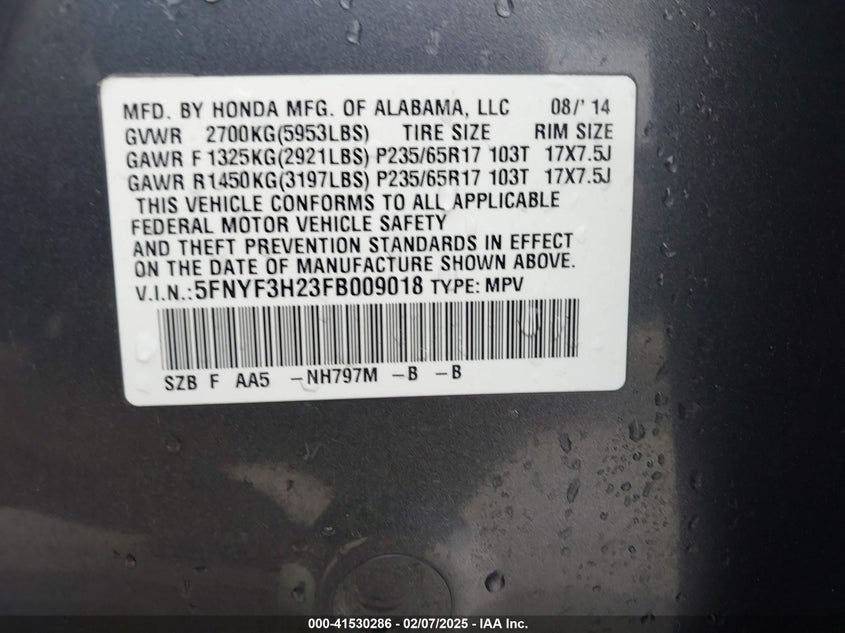 MFD. BY HONDA MFG. OF ALABAMA, LLC 08/'14
GVWR 2700KG(5953LBS) TIRE SIZE RIM SIZE
GAWR F 1325KG(2921LBS) P235/65R17 103T 17X7.5J
GAWR R1450KG(3197LBS) P235/65R17 103T 17X7.5J
THIS VEHICLE CONFORMS TO ALL APPLICABLE
FEDERAL MOTOR VEHICLE SAFETY
AND THEFT PREVENTION STANDARDS IN EFFECT
ON THE DATE OF MANUFACTURE SHOWN ABOVE.
V.I.N.:5FNYF3H23FB009018 TYPE: MPV
SZB F AA5 -NH797M -B -B
000-41530286 - 02/07/2025 - IAA Inc.